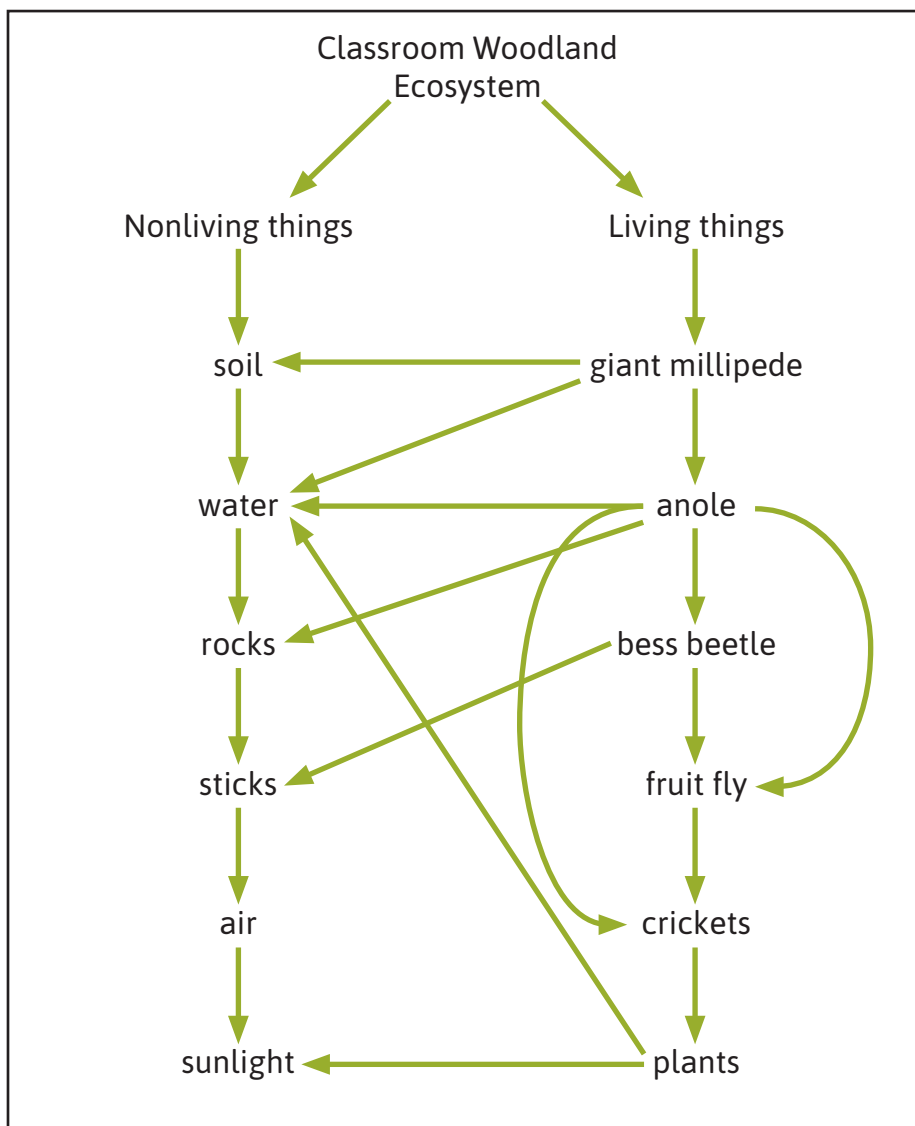 Classroom Woodland
Ecosystem
Nonliving things
Living things
soil
giant millipede
water
anole
rocks
bess beetle
sticks
fruit fly
air
crickets
sunlight
plants